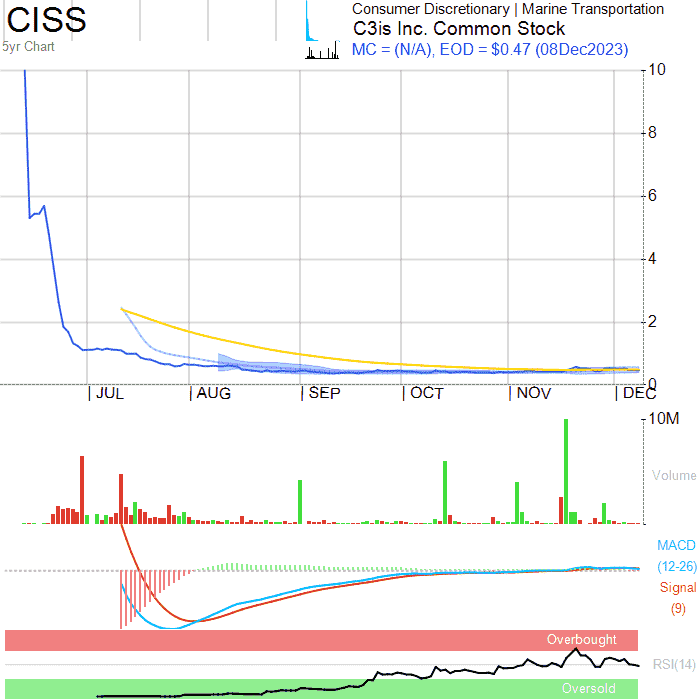 CISS
5yr Chart
Consumer Discretionary | Marine Transportation
C3is Inc. Common Stock
MC = (N/A), EOD = $0.47 (08Dec2023)
10
8
6
4
2
0
JUL AUG SEP OCT NOV DEC
10M
Volume
MACD
(12-26)
Signal
(9)
Overbought
RSI(14)
Oversold